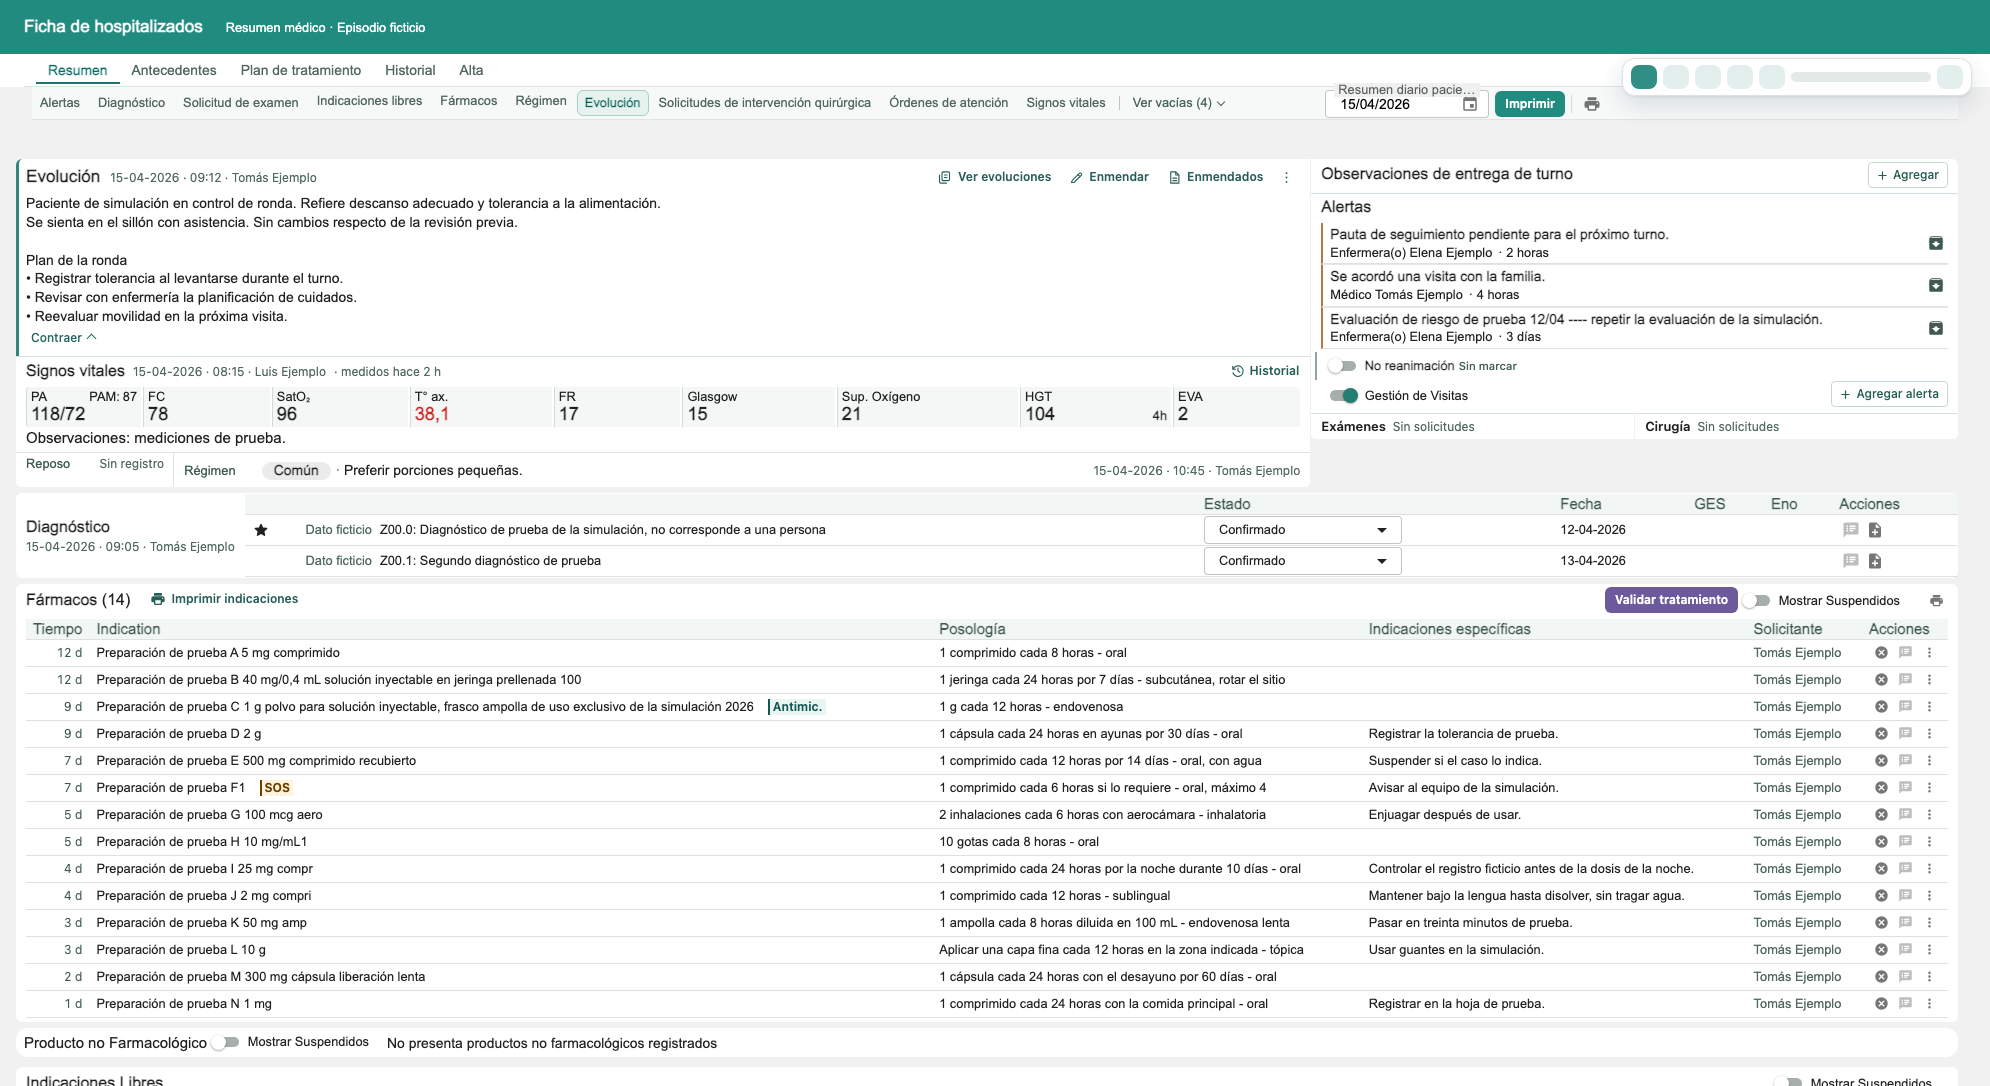 Ficha de hospitalizados Resumen médico · Episodio ficticio
Resumen Antecedentes Plan de tratamiento Historial Alta
Alertas Diagnóstico Solicitud de examen Indicaciones libres Fármacos Régimen Evolución Solicitudes de intervención quirúrgica Órdenes de atención Signos vitales Ver vacías (4)
Resumen diario pacie…
15/04/2026 Imprimir
Evolución 15-04-2026 · 09:12 · Tomás Ejemplo Ver evoluciones Enmendar Enmendados
Paciente de simulación en control de ronda. Refiere descanso adecuado y tolerancia a la alimentación.
Se sienta en el sillón con asistencia. Sin cambios respecto de la revisión previa.
Plan de la ronda
• Registrar tolerancia al levantarse durante el turno.
• Revisar con enfermería la planificación de cuidados.
• Reevaluar movilidad en la próxima visita.
Contraer
Signos vitales 15-04-2026 · 08:15 · Luis Ejemplo · medidos hace 2 h Historial
PA PAM: 87 FC SatO₂ T° ax. FR Glasgow Sup. Oxígeno HGT EVA
118/72 78 96 38,1 17 15 21 104 4h 2
Observaciones: mediciones de prueba.
Reposo Sin registro Régimen Común · Preferir porciones pequeñas. 15-04-2026 · 10:45 · Tomás Ejemplo
Observaciones de entrega de turno Agregar
Alertas
Pauta de seguimiento pendiente para el próximo turno.
Enfermera(o) Elena Ejemplo · 2 horas
Se acordó una visita con la familia.
Médico Tomás Ejemplo · 4 horas
Evaluación de riesgo de prueba 12/04 ---- repetir la evaluación de la simulación.
Enfermera(o) Elena Ejemplo · 3 días
No reanimación Sin marcar
Gestión de Visitas Agregar alerta
Exámenes Sin solicitudes Cirugía Sin solicitudes
Diagnóstico
15-04-2026 · 09:05 · Tomás Ejemplo
Estado Fecha GES Eno Acciones
Dato ficticio Z00.0: Diagnóstico de prueba de la simulación, no corresponde a una persona Confirmado 12-04-2026
Dato ficticio Z00.1: Segundo diagnóstico de prueba Confirmado 13-04-2026
Fármacos (14) Imprimir indicaciones Validar tratamiento Mostrar Suspendidos
Tiempo Indication Posología Indicaciones específicas Solicitante Acciones
12 d Preparación de prueba A 5 mg comprimido 1 comprimido cada 8 horas - oral Tomás Ejemplo
12 d Preparación de prueba B 40 mg/0,4 mL solución inyectable en jeringa prellenada 100 1 jeringa cada 24 horas por 7 días - subcutánea, rotar el sitio Tomás Ejemplo
9 d Preparación de prueba C 1 g polvo para solución inyectable, frasco ampolla de uso exclusivo de la simulación 2026 Antimic. 1 g cada 12 horas - endovenosa Tomás Ejemplo
9 d Preparación de prueba D 2 g 1 cápsula cada 24 horas en ayunas por 30 días - oral Registrar la tolerancia de prueba. Tomás Ejemplo
7 d Preparación de prueba E 500 mg comprimido recubierto 1 comprimido cada 12 horas por 14 días - oral, con agua Suspender si el caso lo indica. Tomás Ejemplo
7 d Preparación de prueba F1 SOS 1 comprimido cada 6 horas si lo requiere - oral, máximo 4 Avisar al equipo de la simulación. Tomás Ejemplo
5 d Preparación de prueba G 100 mcg aero 2 inhalaciones cada 6 horas con aerocámara - inhalatoria Enjuagar después de usar. Tomás Ejemplo
5 d Preparación de prueba H 10 mg/mL1 10 gotas cada 8 horas - oral Tomás Ejemplo
4 d Preparación de prueba I 25 mg compr 1 comprimido cada 24 horas por la noche durante 10 días - oral Controlar el registro ficticio antes de la dosis de la noche. Tomás Ejemplo
4 d Preparación de prueba J 2 mg compri 1 comprimido cada 12 horas - sublingual Mantener bajo la lengua hasta disolver, sin tragar agua. Tomás Ejemplo
3 d Preparación de prueba K 50 mg amp 1 ampolla cada 8 horas diluida en 100 mL - endovenosa lenta Pasar en treinta minutos de prueba. Tomás Ejemplo
3 d Preparación de prueba L 10 g Aplicar una capa fina cada 12 horas en la zona indicada - tópica Usar guantes en la simulación. Tomás Ejemplo
2 d Preparación de prueba M 300 mg cápsula liberación lenta 1 cápsula cada 24 horas con el desayuno por 60 días - oral Tomás Ejemplo
1 d Preparación de prueba N 1 mg 1 comprimido cada 24 horas con la comida principal - oral Registrar en la hoja de prueba. Tomás Ejemplo
Producto no Farmacológico Mostrar Suspendidos No presenta productos no farmacológicos registrados
Indicaciones Libres Mostrar Suspendidos